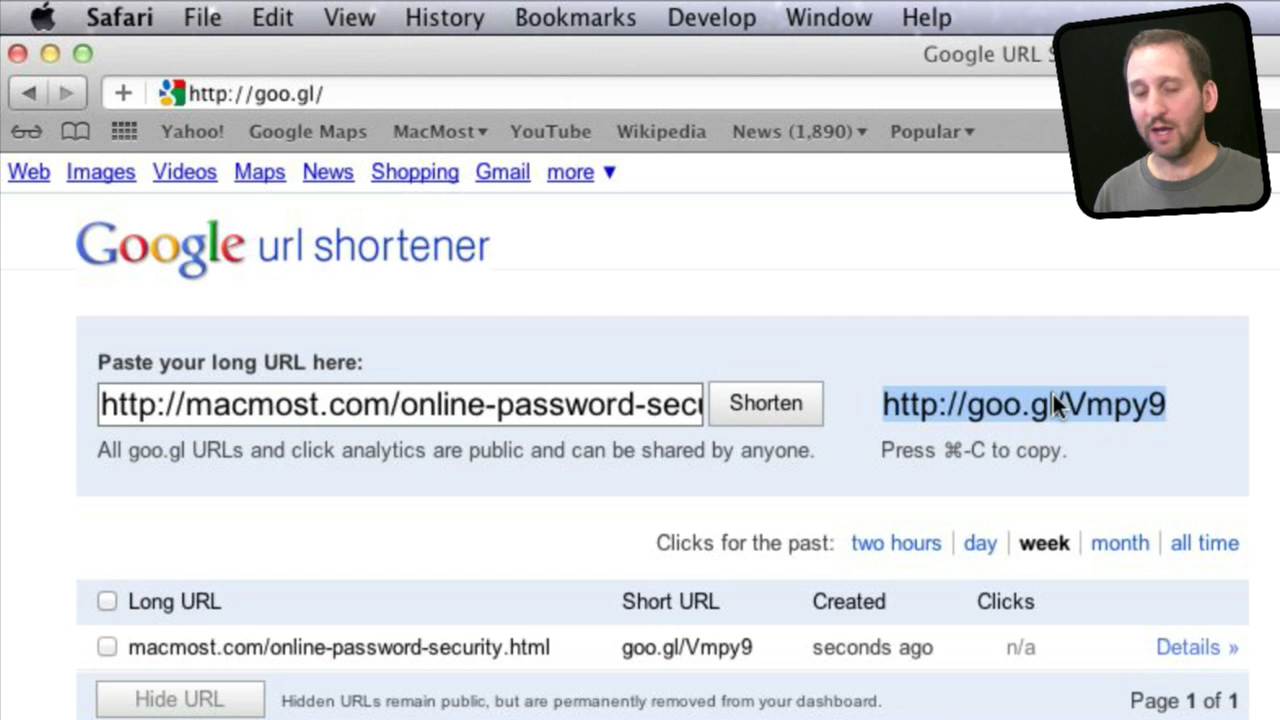 Safari File Edit View History Bookmarks Develop Window Help
Google URL
http://goo.gl/
Yahoo! Google Maps MacMost▾ YouTube Wikipedia News (1,890)▾ Popular▾
Web Images Videos Maps News Shopping Gmail more ▼
Google url shortener
Paste your long URL here:
http://macmost.com/online-password-secu Shorten http://goo.gl/Vmpy9
All goo.gl URLs and click analytics are public and can be shared by anyone. Press ⌘-C to copy.
Clicks for the past: two hours | day | week | month | all time
Long URL Short URL Created Clicks
macmost.com/online-password-security.html goo.gl/Vmpy9 seconds ago n/a Details »
Hide URL Hidden URLs remain public, but are permanently removed from your dashboard. Page 1 of 1